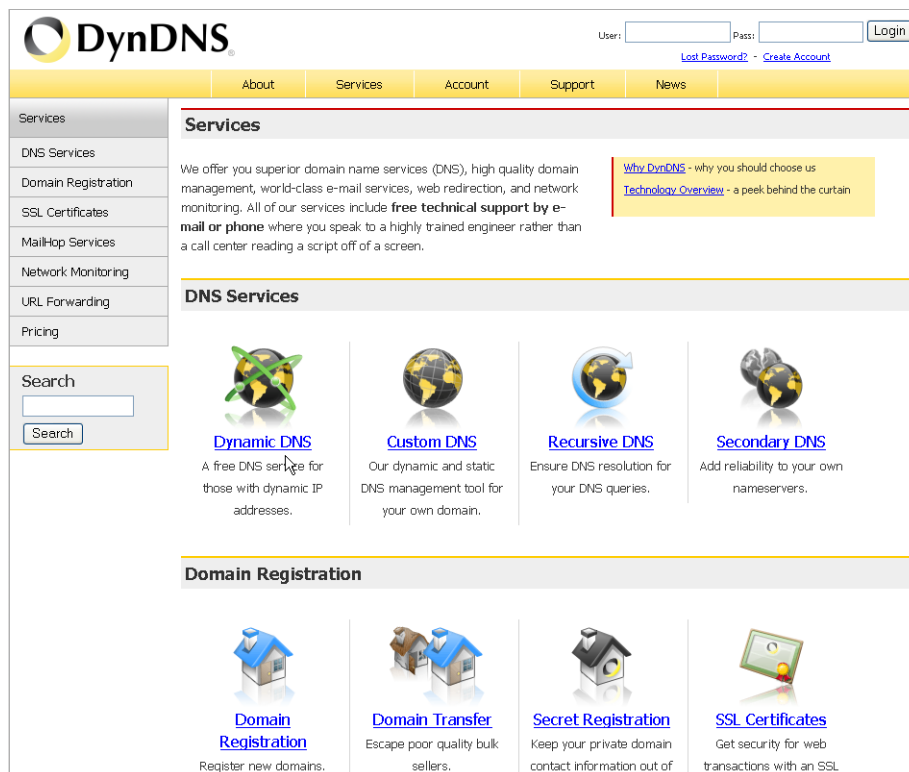 DynDNS
User:
Pass:
Login
Lost Password? - Create Account
About
Services
Account
Support
News
Services
DNS Services
Domain Registration
SSL Certificates
MailHop Services
Network Monitoring
URL Forwarding
Pricing
Search
Search
Services
We offer you superior domain name services (DNS), high quality domain
management, world-class e-mail services, web redirection, and network
monitoring. All of our services include free technical support by e-
mail or phone where you speak to a highly trained engineer rather than
a call center reading a script off of a screen.
Why DynDNS - why you should choose us
Technology Overview - a peek behind the curtain
DNS Services
Dynamic DNS
A free DNS service for
those with dynamic IP
addresses.
Custom DNS
Our dynamic and static
DNS management tool for
your own domain.
Recursive DNS
Ensure DNS resolution for
your DNS queries.
Secondary DNS
Add reliability to your own
nameservers.
Domain Registration
Domain
Registration
Register new domains.
Domain Transfer
Escape poor quality bulk
sellers.
Secret Registration
Keep your private domain
contact information out of
SSL Certificates
Get security for web
transactions with an SSL